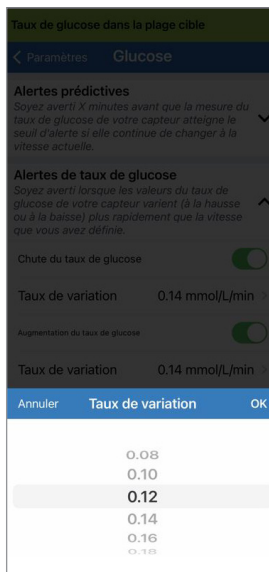 Taux de glucose dans la plage cible
Paramètres Glucose
Alertes prédictives
Soyez averti X minutes avant que la mesure du
taux de glucose de votre capteur atteigne le
seuil d'alerte si elle continue de changer à la
vitesse actuelle.
Alertes de taux de glucose
Soyez averti lorsque les valeurs du taux de
glucose de votre capteur varient (à la hausse
ou à la baisse) plus rapidement que la vitesse
que vous avez définie.
Chute du taux de glucose
Taux de variation 0.14 mmol/L/min
Augmentation du taux de glucose
Taux de variation 0.14 mmol/L/min
Annuler Taux de variation OK
0.08
0.10
0.12
0.14
0.16
0.18